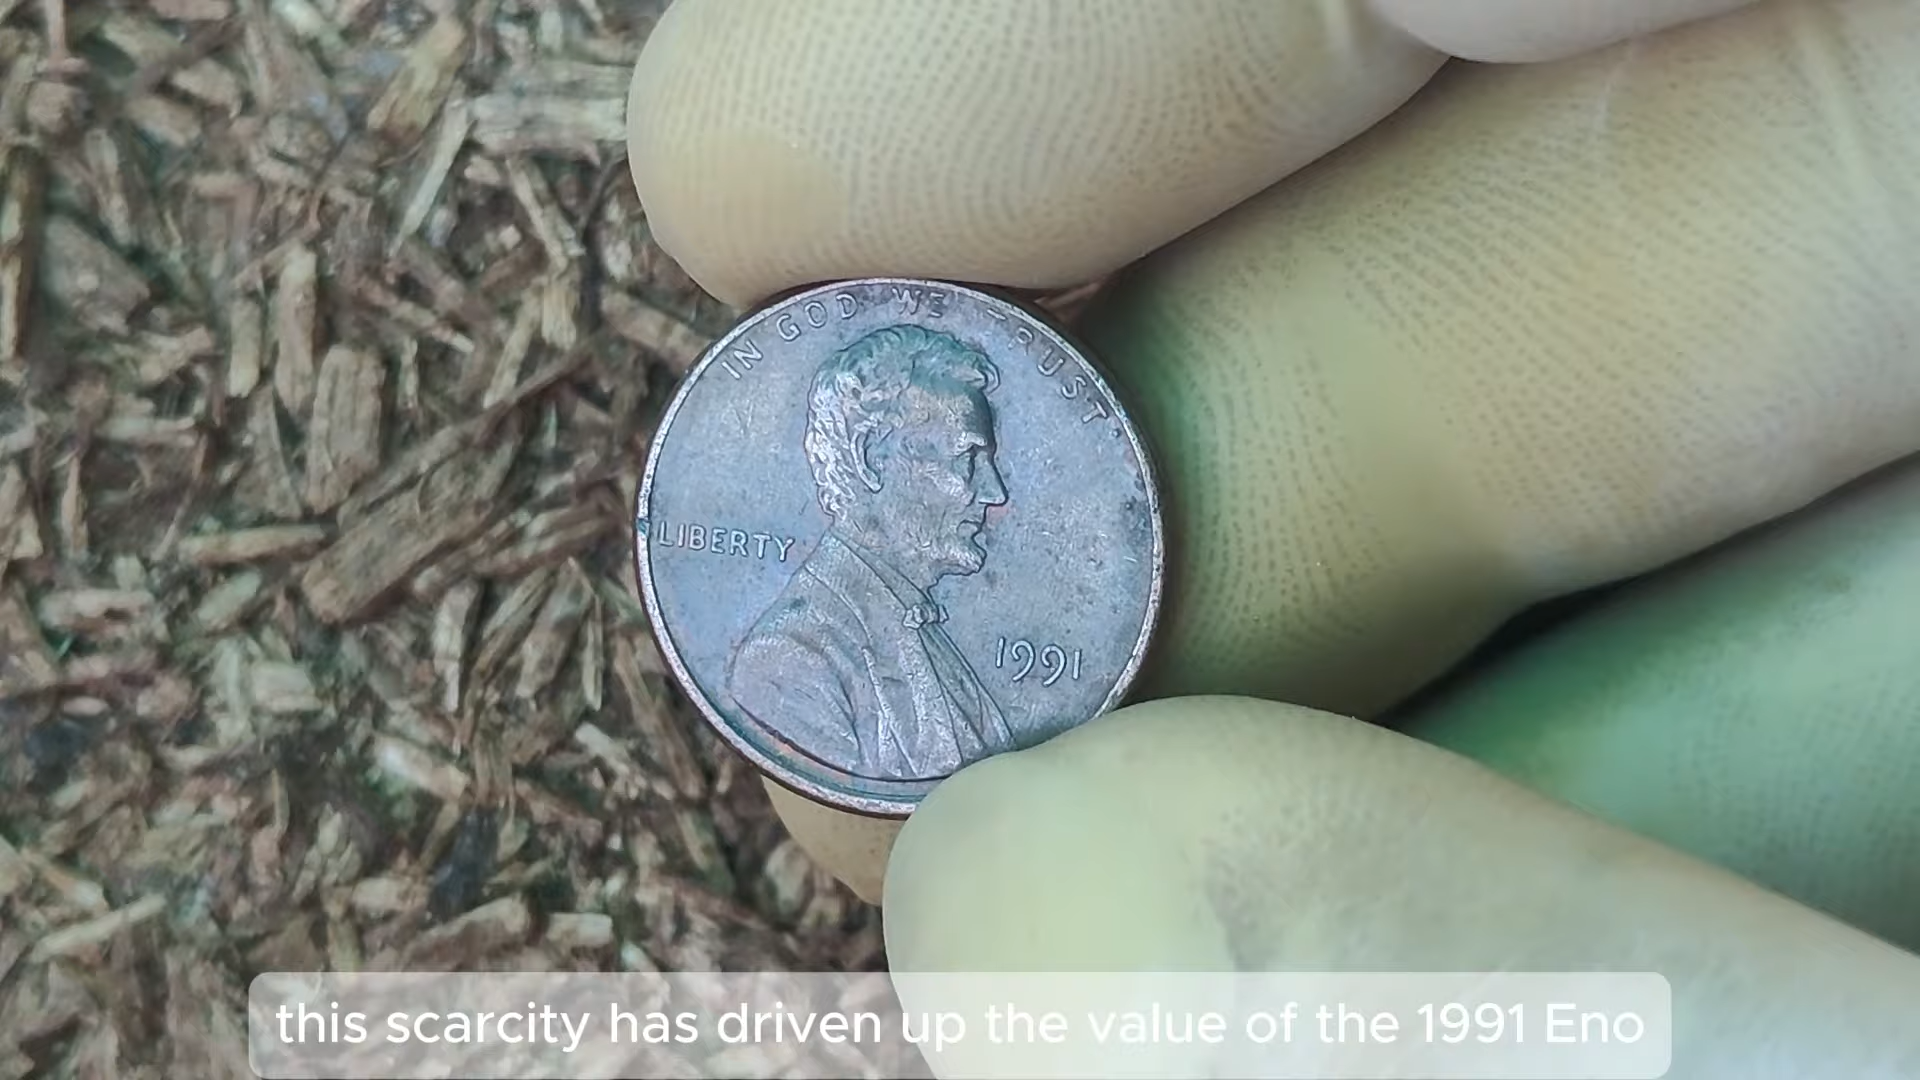 IN GOD WE TRUST
LIBERTY
1991
this scarcity has driven up the value of the 1991 Eno